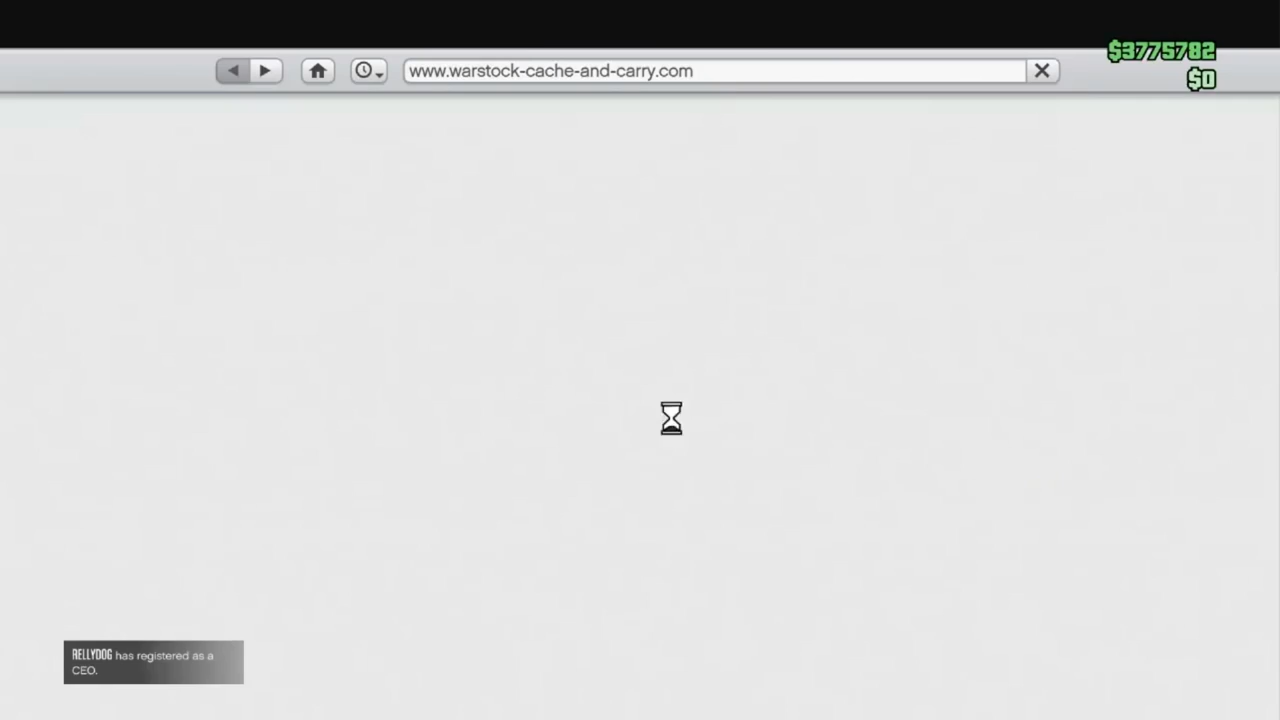 $3775782
www.warstock-cache-and-carry.com
$0
RELLYDOG has registered as a
CEO.